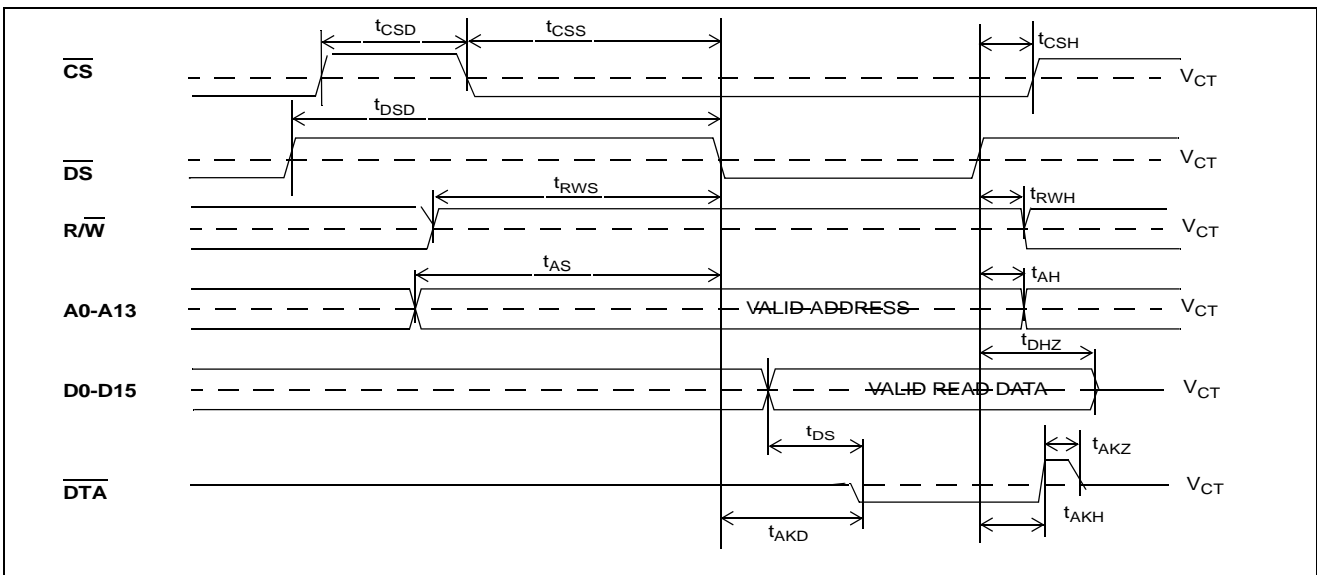 tCSD
tCSS
tCSH
CS
VCT
tDSD
DS
VCT
tRWS
tRWH
R/W
VCT
tAS
tAH
A0-A13
VALID ADDRESS
VCT
tDHZ
D0-D15
VALID READ DATA
VCT
tDS
tAKZ
DTA
VCT
tAKD
tAKH